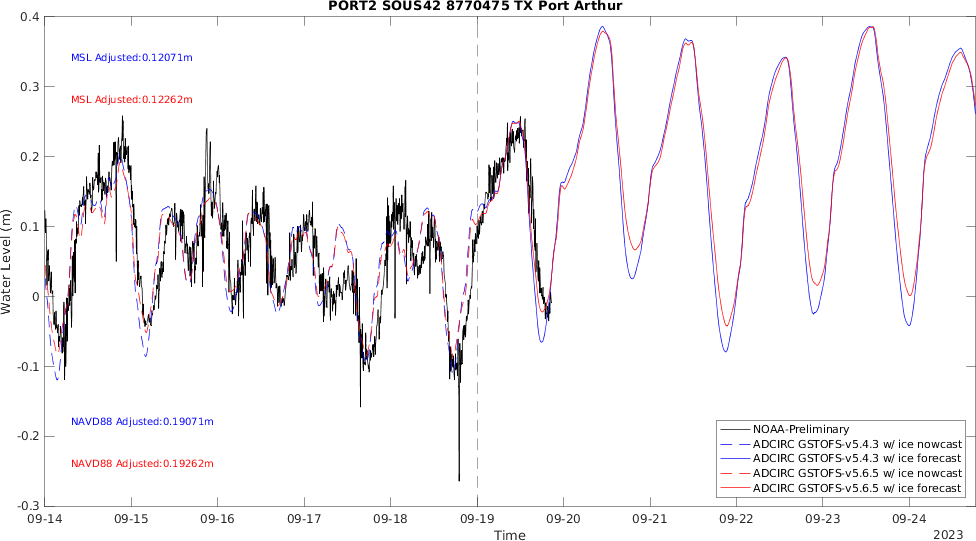 PORT2 SOUS42 8770475 TX Port Arthur
0.4
0.3
0.2
0.1
0
-0.1
-0.2
-0.3
Water Level (m)
MSL Adjusted:0.12071m
MSL Adjusted:0.12262m
NAVD88 Adjusted:0.19071m
NAVD88 Adjusted:0.19262m
NOAA-Preliminary
ADCIRC GSTOFS-v5.4.3 w/ ice nowcast
ADCIRC GSTOFS-v5.4.3 w/ ice forecast
ADCIRC GSTOFS-v5.6.5 w/ ice nowcast
ADCIRC GSTOFS-v5.6.5 w/ ice forecast
09-14 09-15 09-16 09-17 09-18 09-19 09-20 09-21 09-22 09-23 09-24
Time
2023